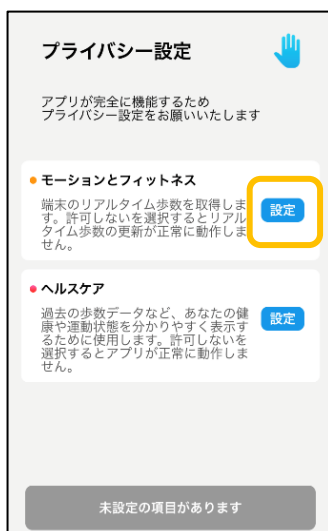 プライバシー設定
アプリが完全に機能するため
プライバシー設定をお願いいたします
モーションとフィットネス
端末のリアルタイム歩数を取得しま
す。許可しないを選択するとリアル
タイム歩数の更新が正常に動作しま
せん。
設定
ヘルスケア
過去の歩数データなど、あなたの健
康や運動状態を分かりやすく表示す
るために使用します。許可しないを
選択するとアプリが正常に動作しま
せん。
設定
未設定の項目があります